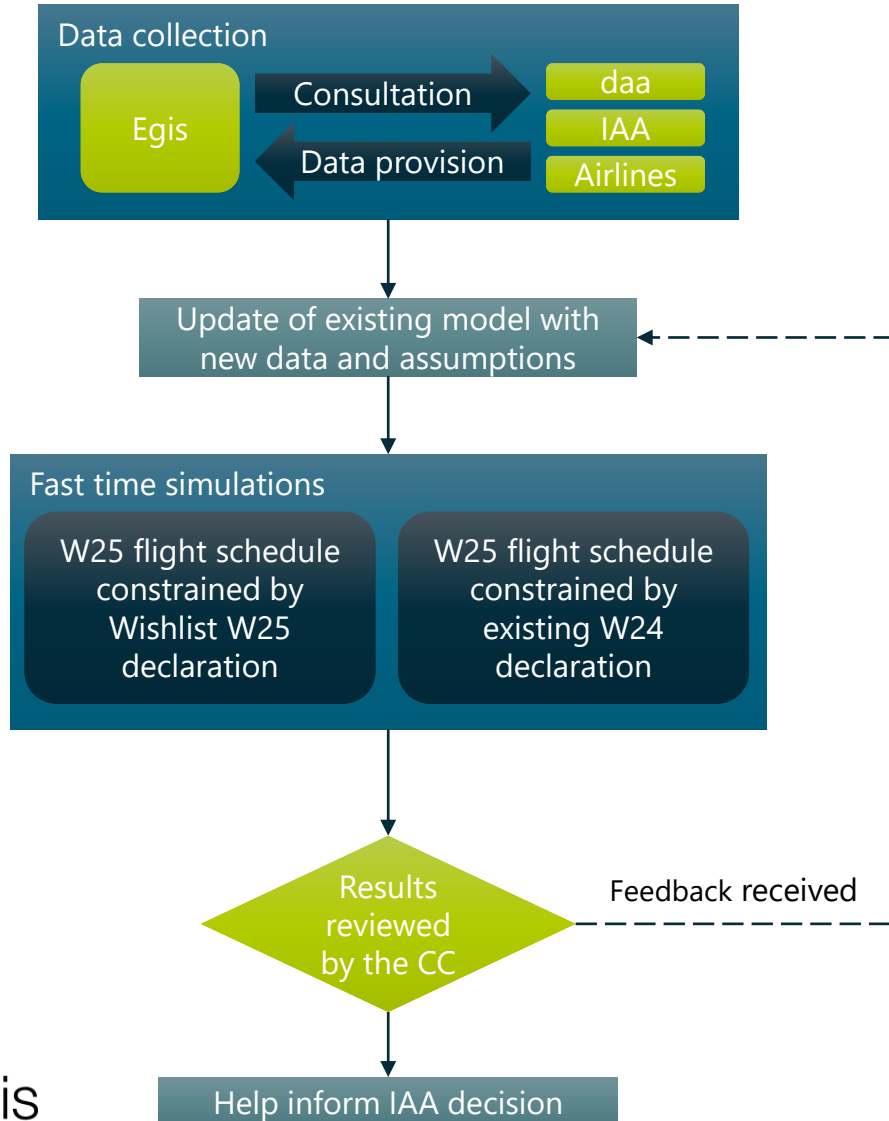 Data collection
Egis
Consultation
Data provision
daa
IAA
Airlines
Update of existing model with
new data and assumptions
Fast time simulations
W25 flight schedule
constrained by
Wishlist W25
declaration
W25 flight schedule
constrained by
existing W24
declaration
Results
reviewed
by the CC
Feedback received
is
Help inform IAA decision